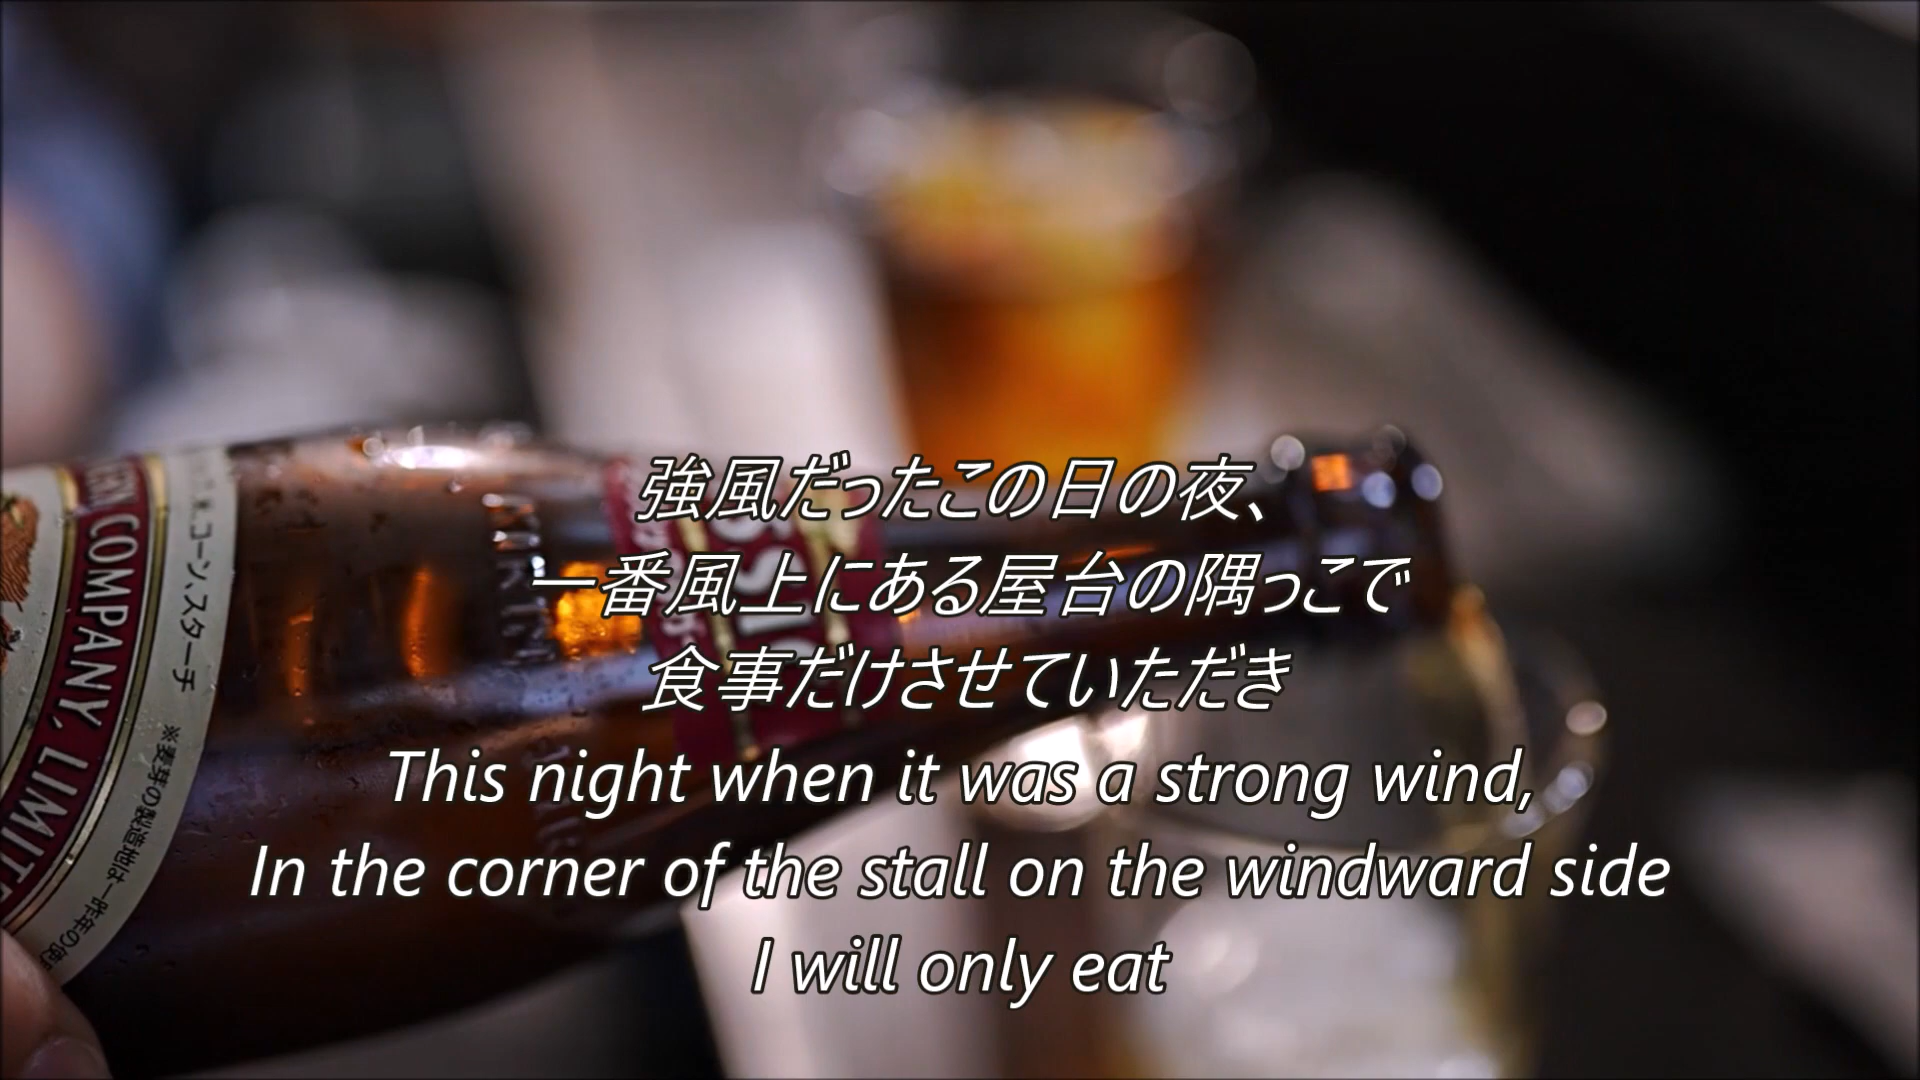 強風だったこの日の夜、
一番風上にある屋台の隅っこで
食事だけさせていただき
This night when it was a strong wind,
In the corner of the stall on the windward side
I will only eat
COMPANY, LIMITE
コーン、スターチ
※麦芽の製造地は一昨年の使